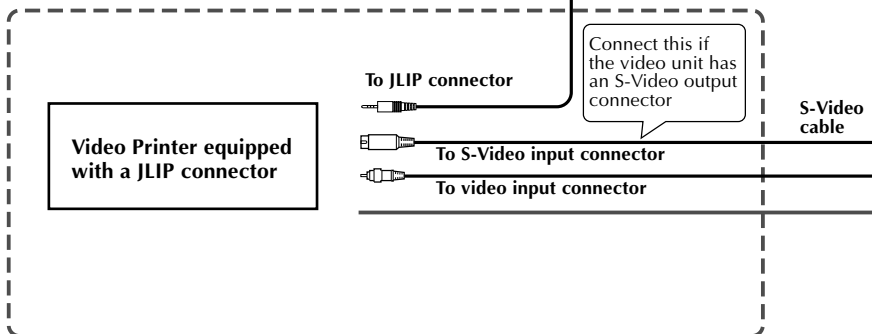 Connect this if
the video unit has
an S-Video output
connector
To JLIP connector
S-Video
cable
Video Printer equipped
with a JLIP connector
To S-Video input connector
To video input connector